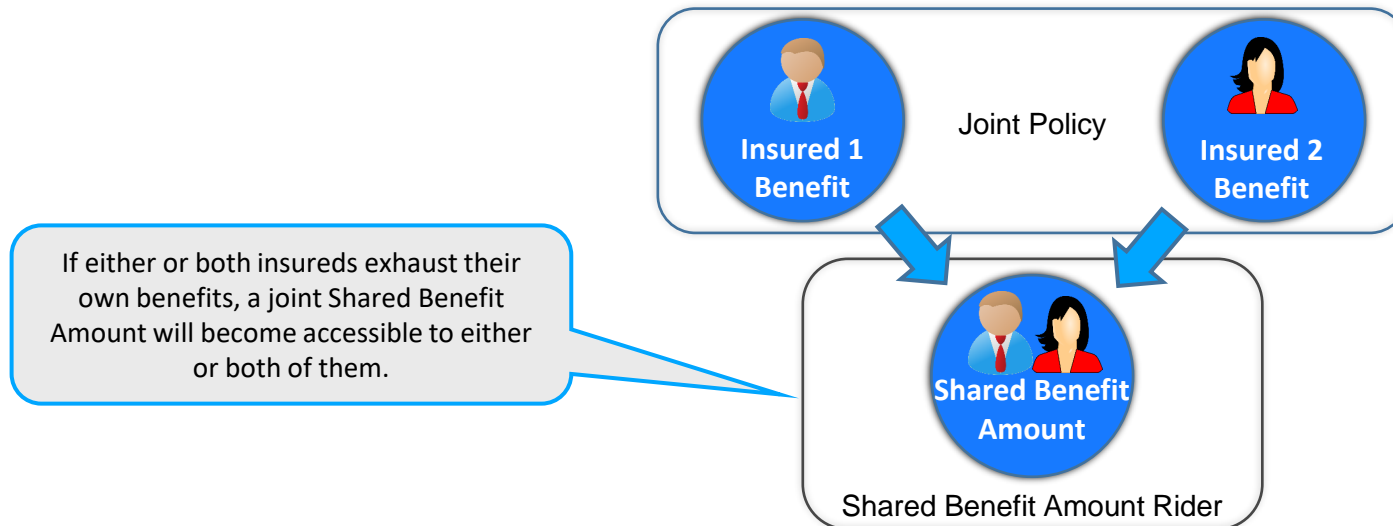 Insured 1
Benefit
Joint Policy
Insured 2
Benefit
If either or both insureds exhaust their
own benefits, a joint Shared Benefit
Amount will become accessible to either
or both of them.
Shared Benefit
Amount
Shared Benefit Amount Rider